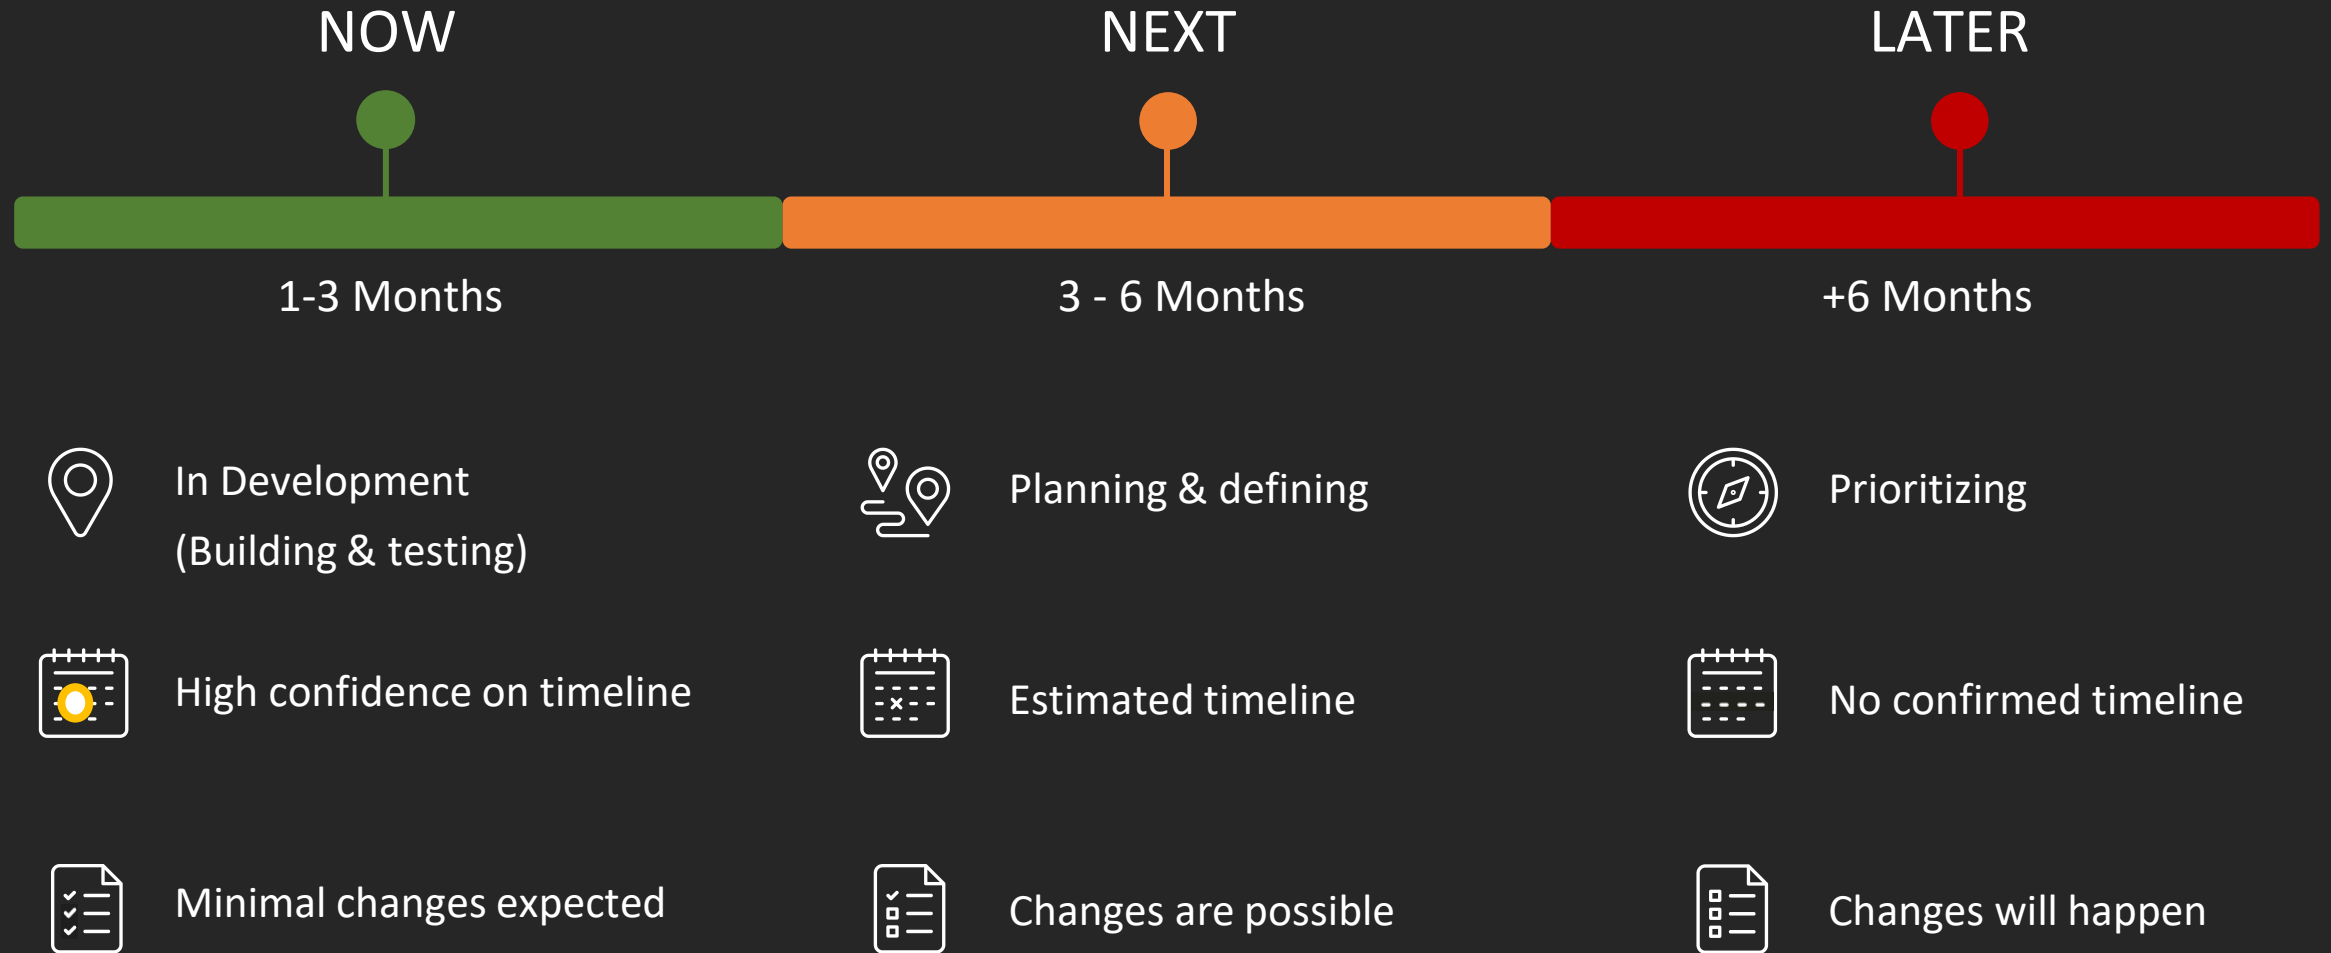 NOW
NEXT
LATER
1-3 Months
3 - 6 Months
+6 Months
In Development
(Building & testing)
Planning & defining
Prioritizing
High confidence on timeline
Estimated timeline
No confirmed timeline
Minimal changes expected
Changes are possible
Changes will happen